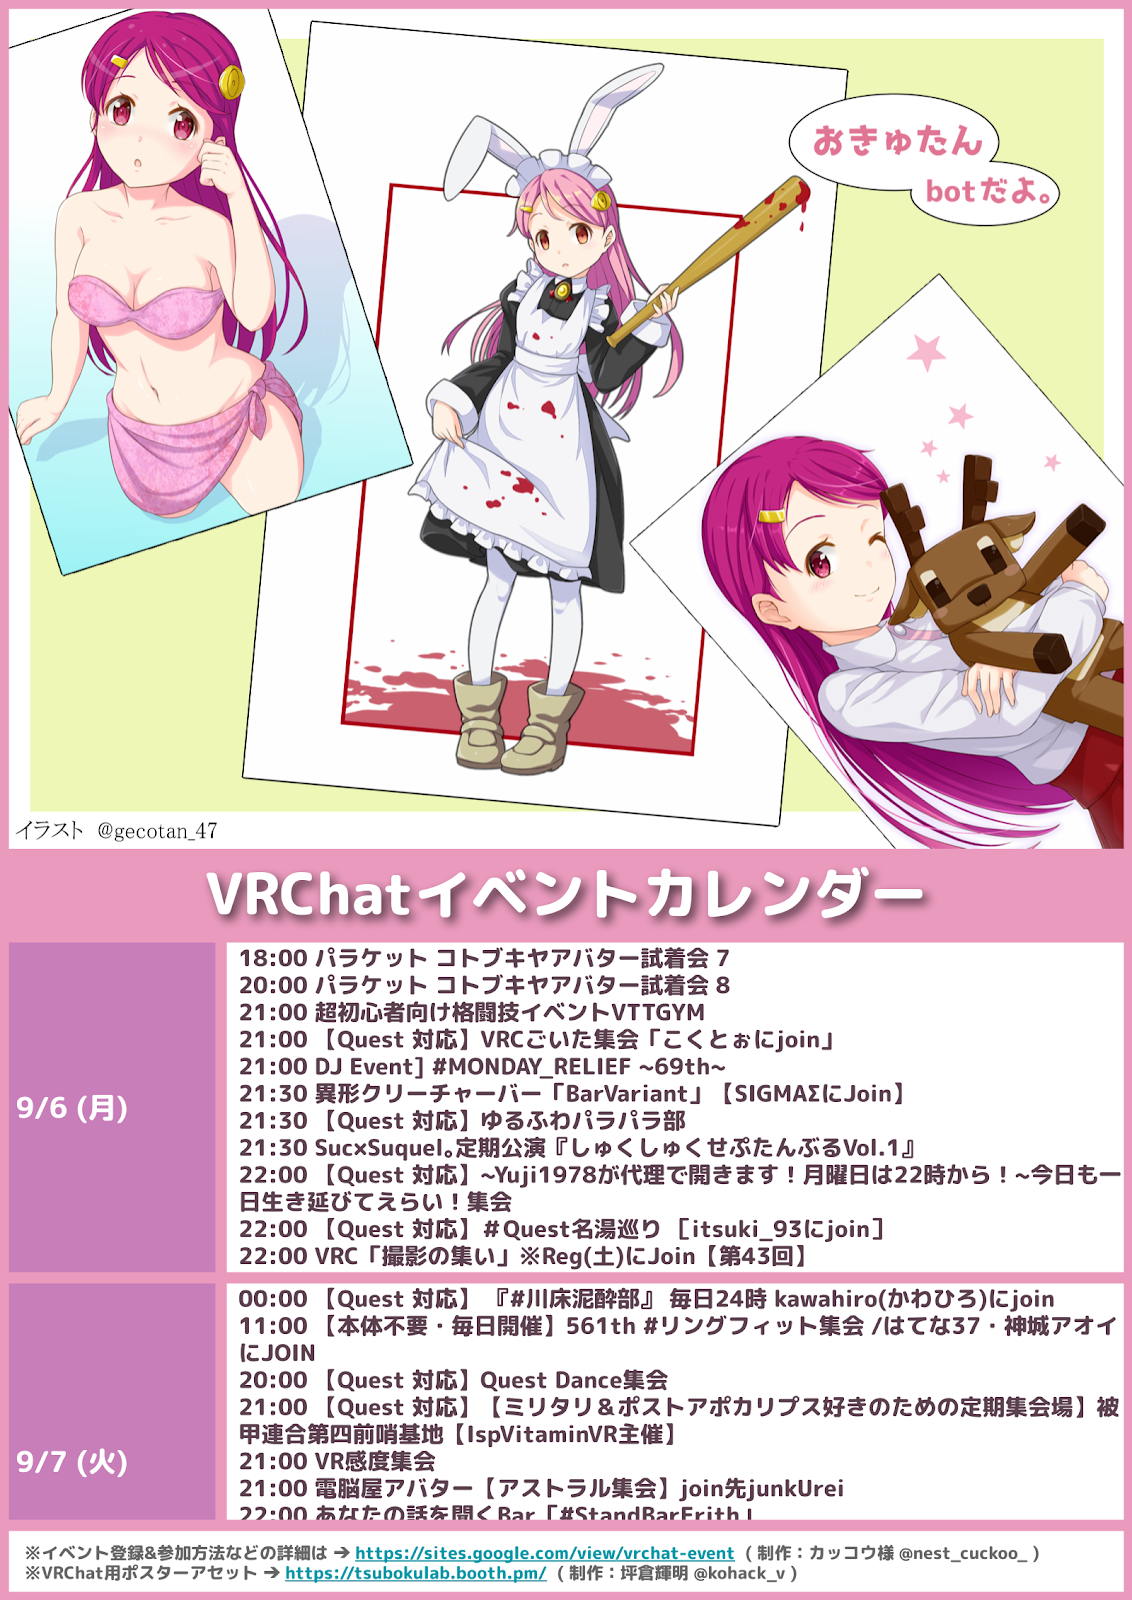 おきゅたん
botだよ。
イラスト @gecotan_47
VRChatイベントカレンダー
9/6 (月)
18:00 パラケット コトブキヤアバター試着会 7
20:00 パラケット コトブキヤアバター試着会 8
21:00 超初心者向け格闘技イベントVTTGYM
21:00 【Quest 対応】VRCごいた集会「こくとぉにjoin」
21:00 DJ Event] #MONDAY_RELIEF ~69th~
21:30 異形クリーチャーバー「BarVariant」【SIGMAΣにJoin】
21:30 【Quest 対応】ゆるふわパラパラ部
21:30 Suc×Suquel。定期公演『しゅくしゅくせぷたんぶるVol.1』
22:00 【Quest 対応】~Yuji1978が代理で開きます！月曜日は22時から！~今日も一
日生き延びてえらい！集会
22:00 【Quest 対応】＃Quest名湯巡り ［itsuki_93にjoin］
22:00 VRC「撮影の集い」※Reg(土)にJoin【第43回】
9/7 (火)
00:00 【Quest 対応】 『#川床泥酔部』 毎日24時 kawahiro(かわひろ)にjoin
11:00 【本体不要・毎日開催】561th #リングフィット集会 /はてな37・神城アオイ
にJOIN
20:00 【Quest 対応】Quest Dance集会
21:00 【Quest 対応】【ミリタリ＆ポストアポカリプス好きのための定期集会場】被
甲連合第四前哨基地【IspVitaminVR主催】
21:00 VR感度集会
21:00 電脳屋アバター【アストラル集会】join先junkUrei
22:00 あなたの話を聞くBar「#StandBarFrith」
※イベント登録&参加方法などの詳細は ➔ https://sites.google.com/view/vrchat-event ( 制作：カッコウ様 @nest_cuckoo_ )
※VRChat用ポスターアセット ➔ https://tsubokulab.booth.pm/ ( 制作：坪倉輝明 @kohack_v )